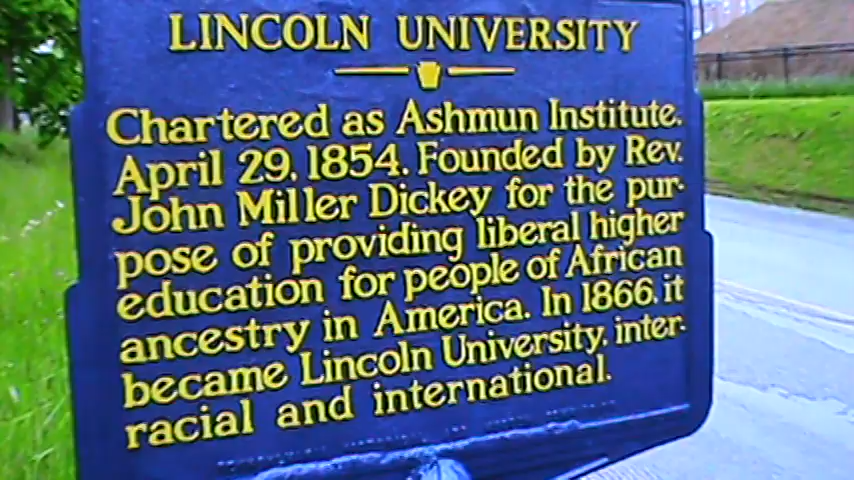 LINCOLN UNIVERSITY
Chartered as Ashmun Institute,
April 29, 1854. Founded by Rev.
John Miller Dickey for the pur-
pose of providing liberal higher
education for people of African
ancestry in America. In 1866, it
became Lincoln University, inter-
racial and international.